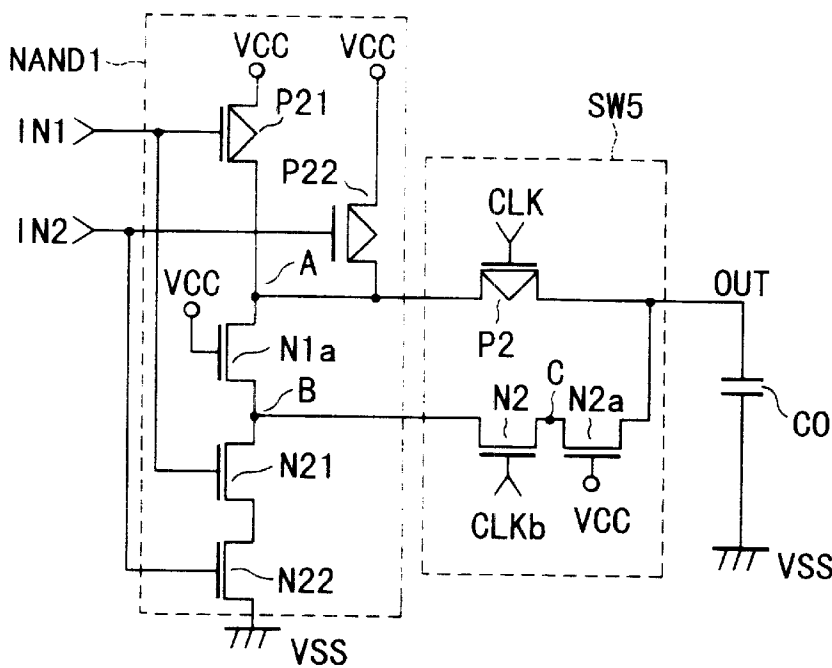 NAND1
VCC
VCC
P21
SW5
IN1
P22
CLK
IN2
A
VCC
OUT
P2
N1a
B
N2
C
N2a
CO
N21
CLKb
VCC
N22
VSS
VSS